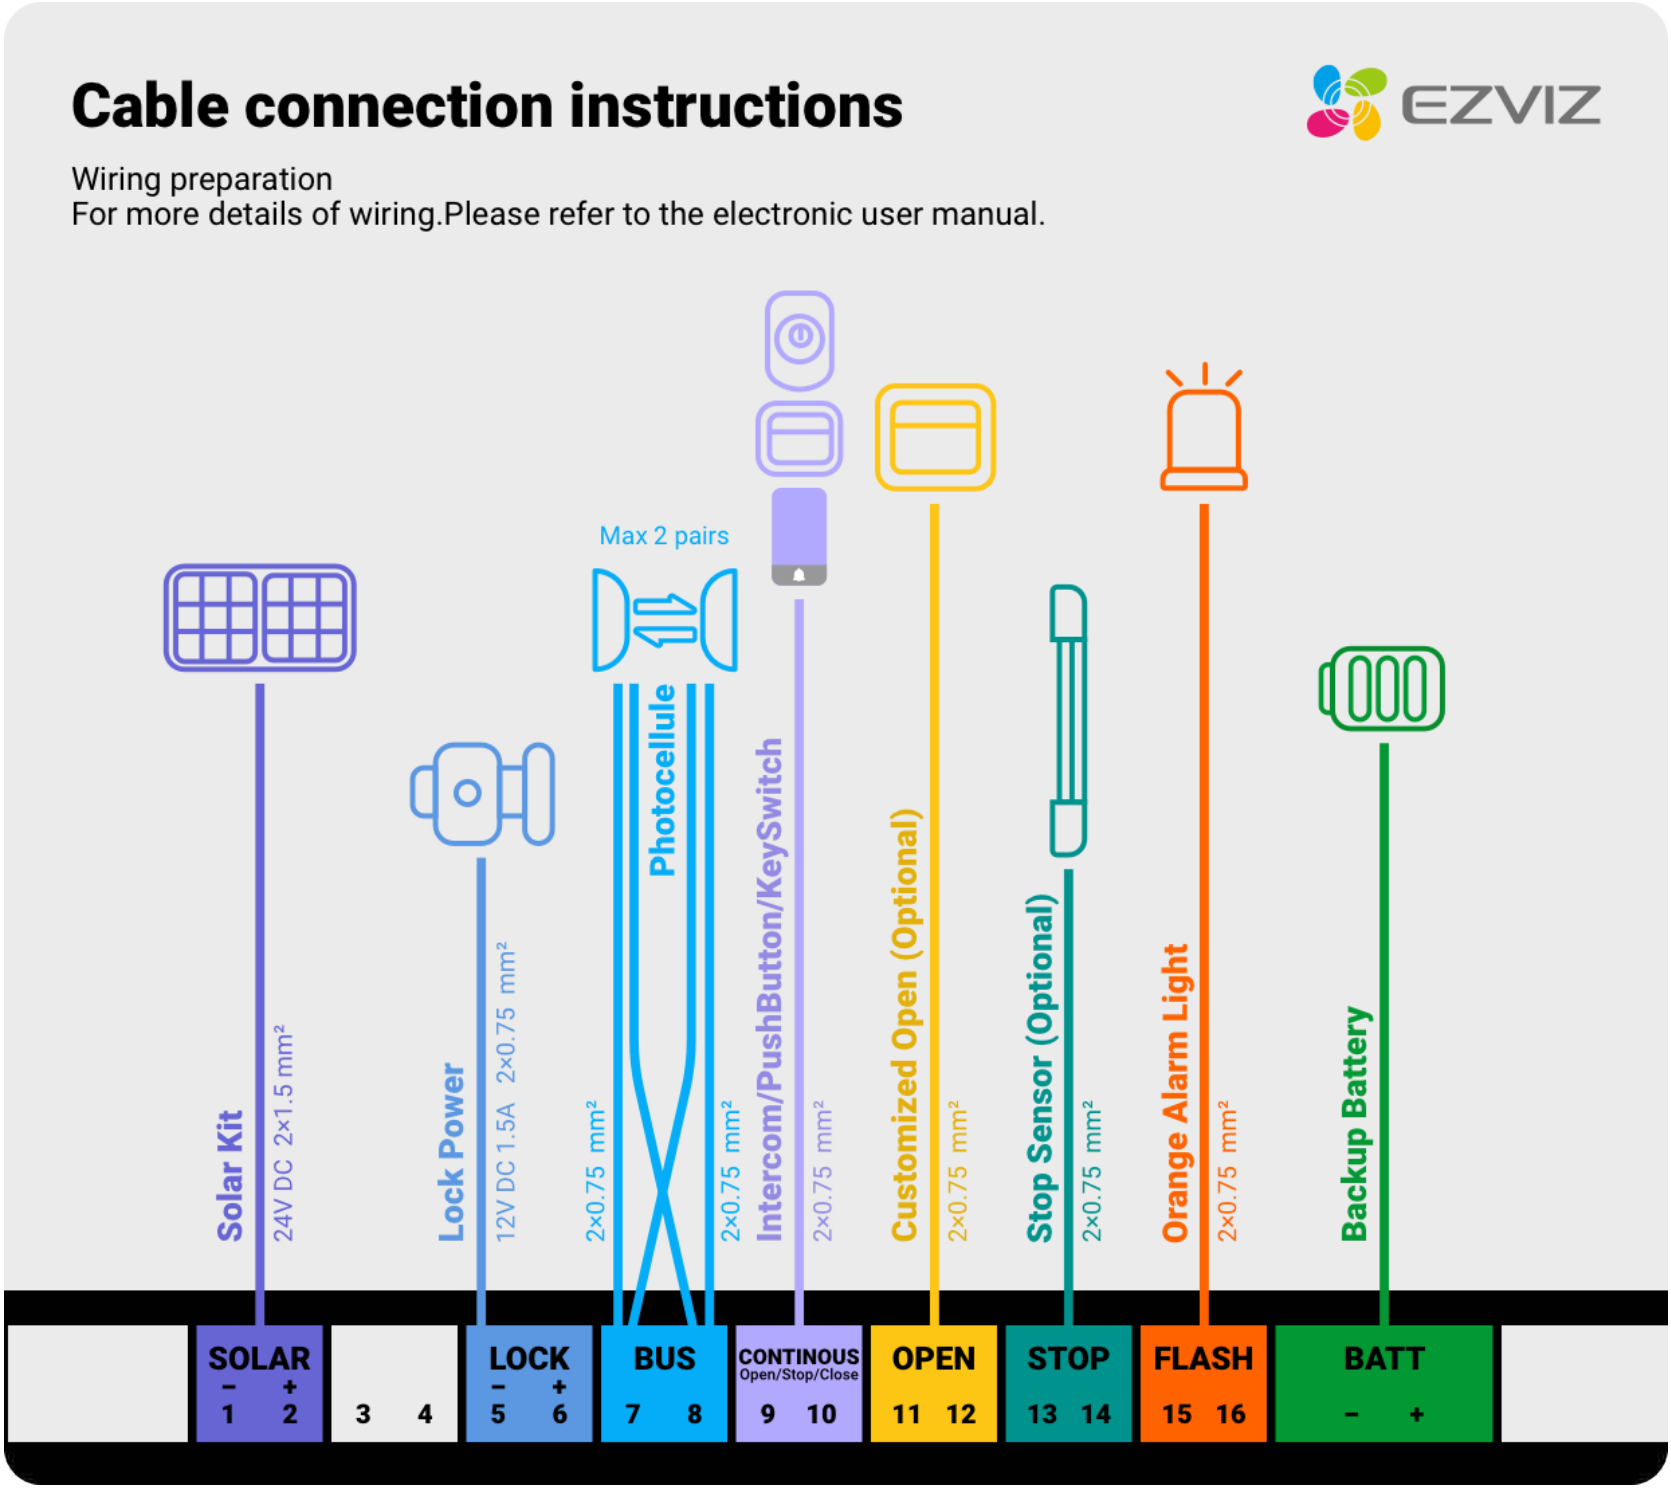 Cable connection instructions
EZVIZ
Wiring preparation
For more details of wiring.Please refer to the electronic user manual.
Max 2 pairs
Solar Kit
24V DC 2×1.5 mm²
Lock Power
12V DC 1.5A 2×0.75 mm²
2×0.75 mm²
Photocellule
2×0.75 mm²
Intercom/PushButton/KeySwitch
2×0.75 mm²
Customized Open (Optional)
2×0.75 mm²
Stop Sensor (Optional)
2×0.75 mm²
Orange Alarm Light
2×0.75 mm²
Backup Battery
SOLAR
− +
1 2
3 4
LOCK
− +
5 6
BUS
7 8
CONTINOUS
Open/Stop/Close
9 10
OPEN
11 12
STOP
13 14
FLASH
15 16
BATT
− +